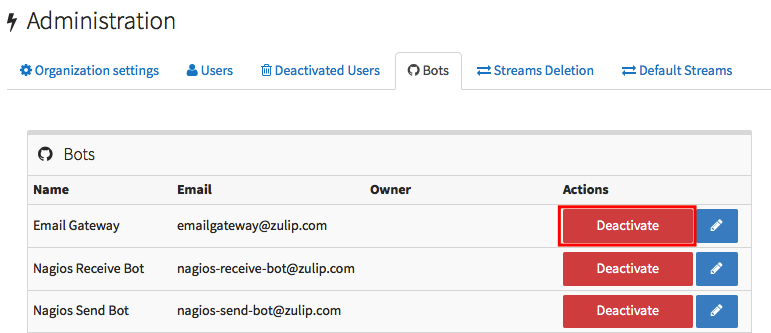 Administration
Organization settings Users Deactivated Users Bots Streams Deletion Default Streams
Bots
Name Email Owner Actions
Email Gateway emailgateway@zulip.com Deactivate
Nagios Receive Bot nagios-receive-bot@zulip.com Deactivate
Nagios Send Bot nagios-send-bot@zulip.com Deactivate